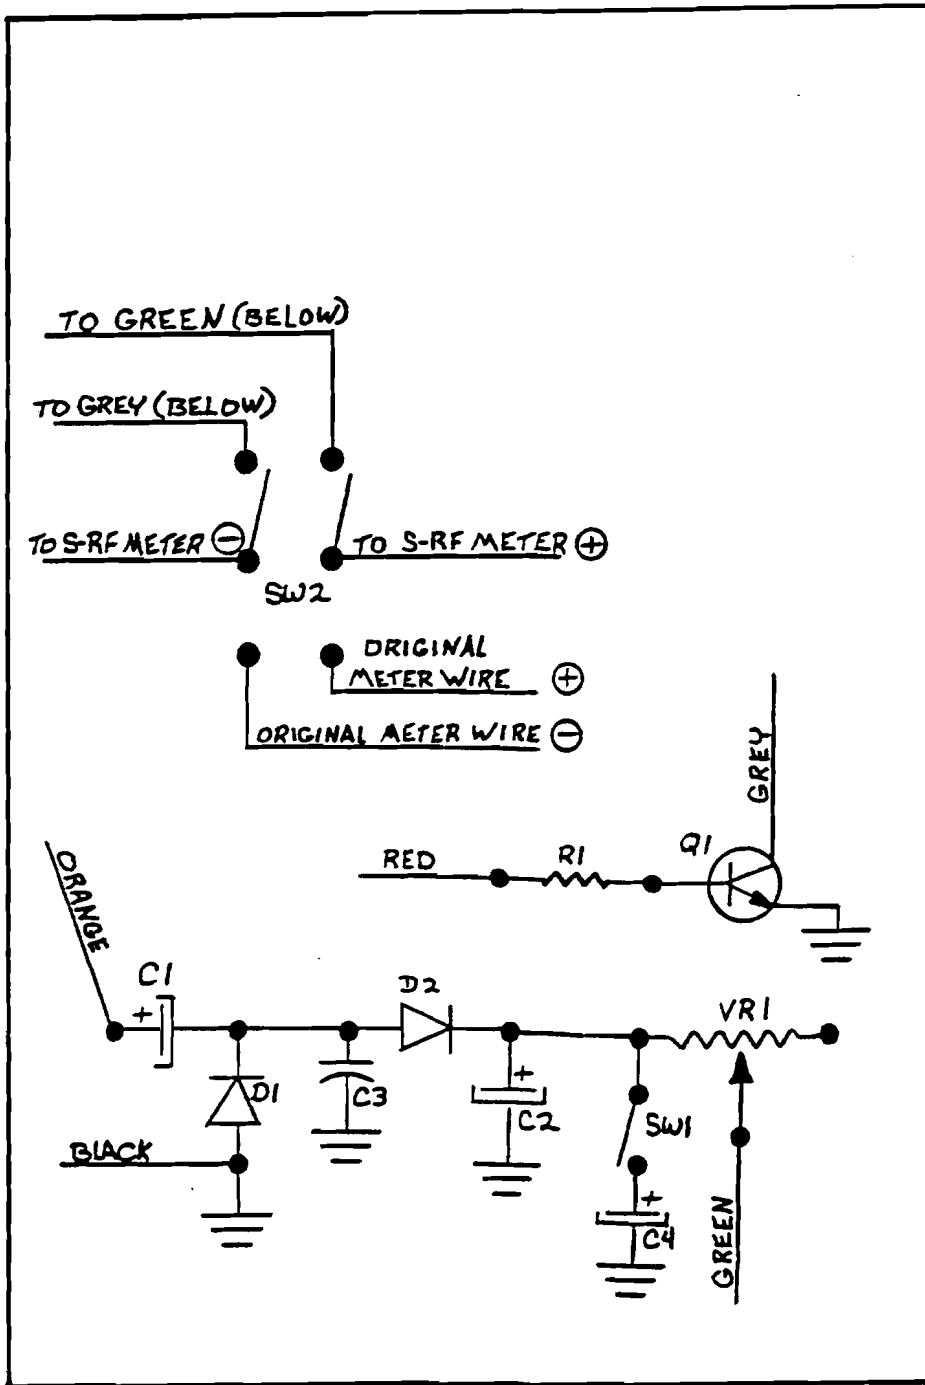 TO GREEN (BELOW)
TO GREY (BELOW)
TO S-RF METER ⊖
TO S-RF METER ⊕
SW2
ORIGINAL
METER WIRE ⊕
ORIGINAL METER WIRE ⊖
GREY
Q1
RED
R1
ORANGE
C1
+
D2
VR1
D1
C3
+
C2
SW1
BLACK
+
C4
GREEN